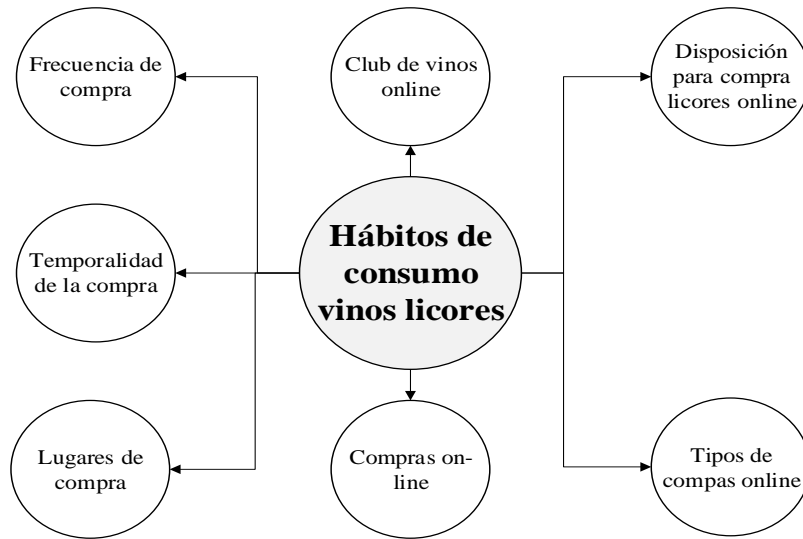 Frecuencia de
compra
Club de vinos
online
Disposición
para compra
licores online
Temporalidad
de la compra
Hábitos de
consumo
vinos licores
Lugares de
compra
Compras on-
line
Tipos de
compas online